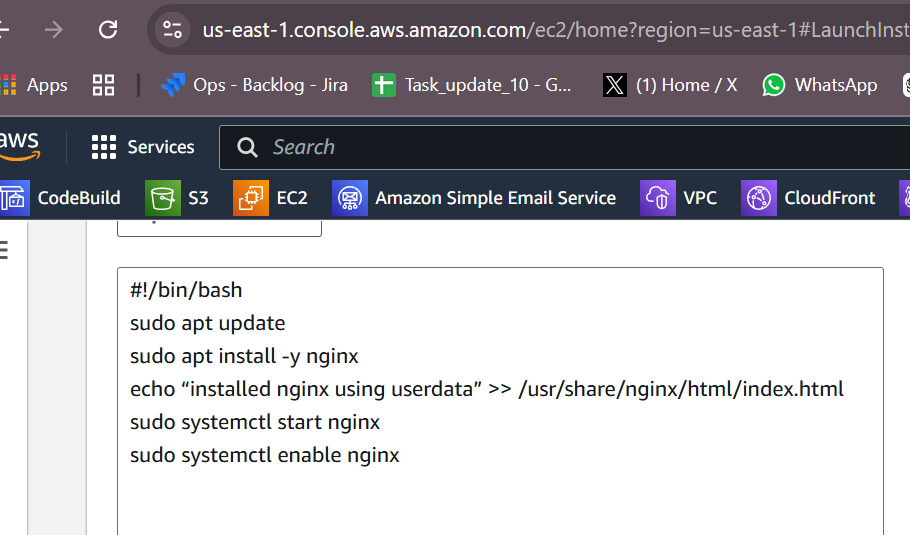 us-east-1.console.aws.amazon.com/ec2/home?region=us-east-1#LaunchInst
Apps Ops - Backlog - Jira Task_update_10 - G... (1) Home / X WhatsApp
aws Services Search
CodeBuild S3 EC2 Amazon Simple Email Service VPC CloudFront
#!/bin/bash
sudo apt update
sudo apt install -y nginx
echo “installed nginx using userdata” >> /usr/share/nginx/html/index.html
sudo systemctl start nginx
sudo systemctl enable nginx